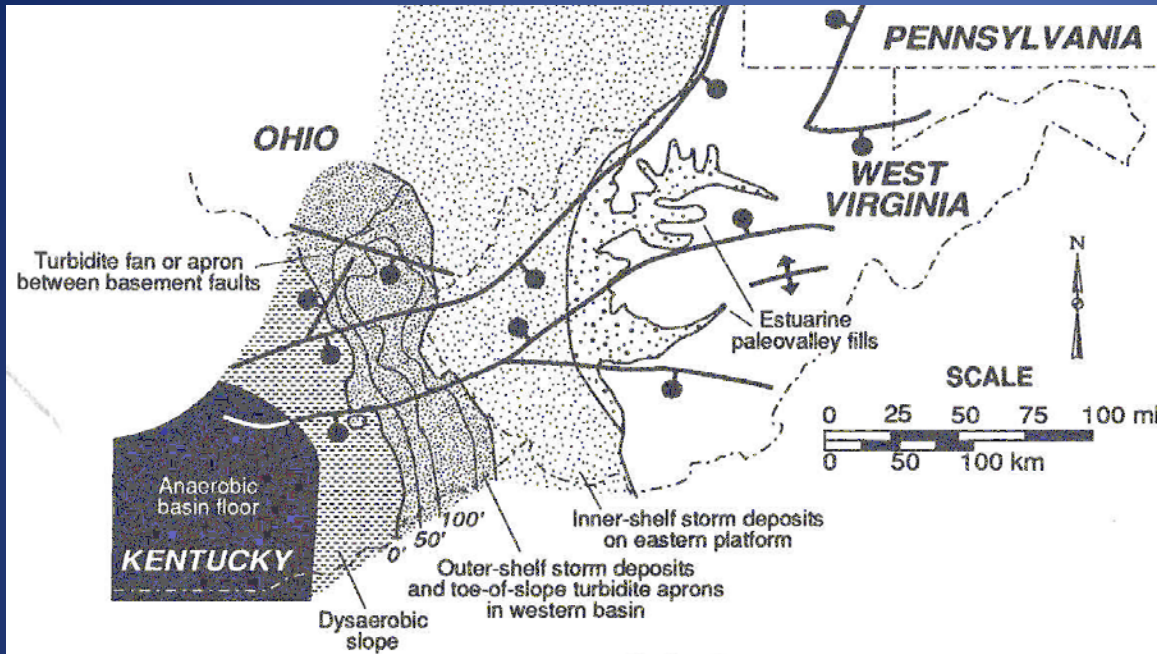 PENNSYLVANIA
OHIO
WEST
VIRGINIA
N
Turbidite fan or apron
between basement faults
Estuarine
paleovalley fills
SCALE
0 25 50 75 100 mi
0 50 100 km
Anaerobic
basin floor
KENTUCKY
0' 50' 100'
Inner-shelf storm deposits
on eastern platform
Outer-shelf storm deposits
and toe-of-slope turbidite aprons
in western basin
Dysaerobic
slope